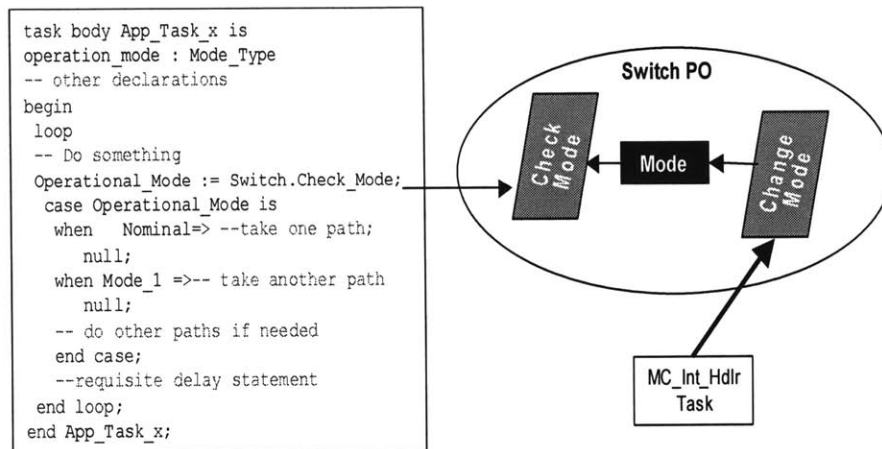 task body App_Task_x is
operation_mode : Mode_Type
-- other declarations
begin
loop
-- Do something
Operational_Mode := Switch.Check_Mode;
case Operational_Mode is
when Nominal=> --take one path;
null;
when Mode_1 =>-- take another path
null;
-- do other paths if needed
end case;
--requisite delay statement
end loop;
end App_Task_x;
Switch PO
Check
Mode
Mode
Change
Mode
MC_Int_Hdlr
Task